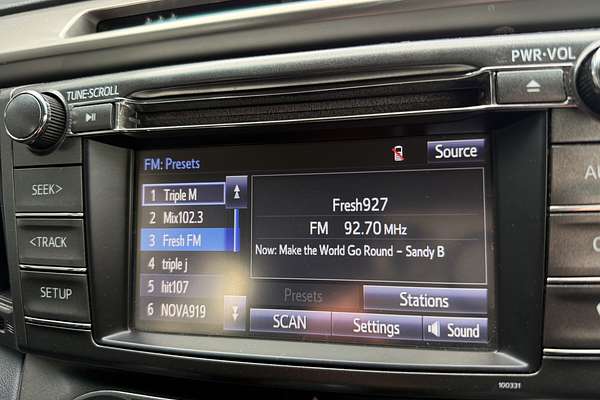 PWR•VOL
TUNE•SCROLL
FM: Presets
Source
1 Triple M
2 Mix102.3
3 Fresh FM
4 triple j
5 hit107
6 NOVA919
Fresh927
FM 92.70 MHz
Now: Make the World Go Round - Sandy B
Presets
Stations
SCAN
Settings
Sound
SEEK>
<TRACK
SETUP
AU
C
100331